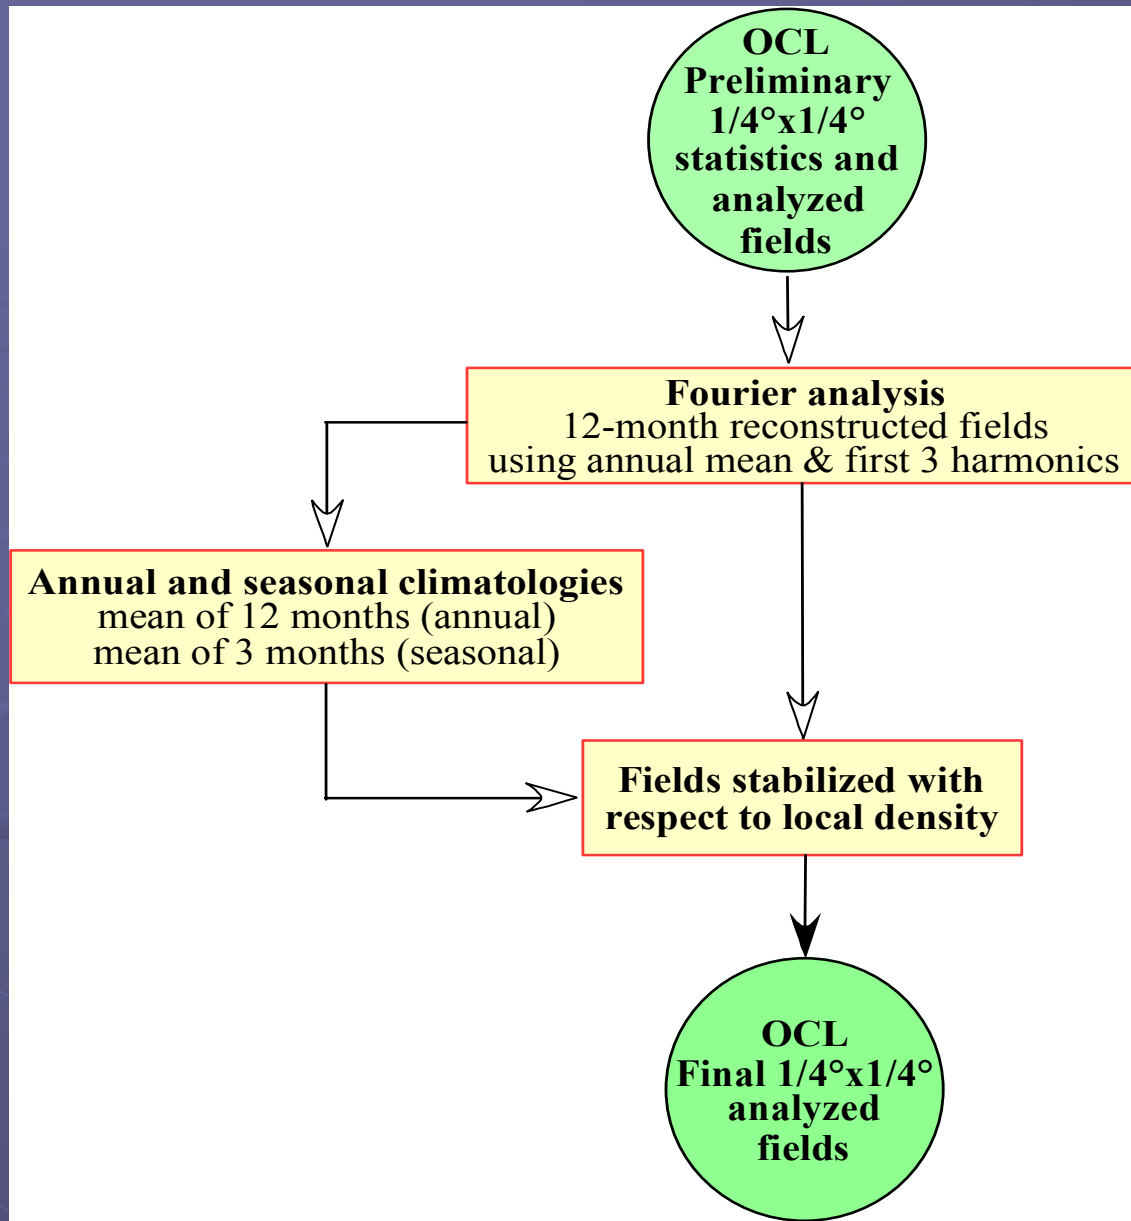 OCL
Preliminary
1/4°x1/4°
statistics and
analyzed
fields
Fourier analysis
12-month reconstructed fields
using annual mean & first 3 harmonics
Annual and seasonal climatologies
mean of 12 months (annual)
mean of 3 months (seasonal)
Fields stabilized with
respect to local density
OCL
Final 1/4°x1/4°
analyzed
fields